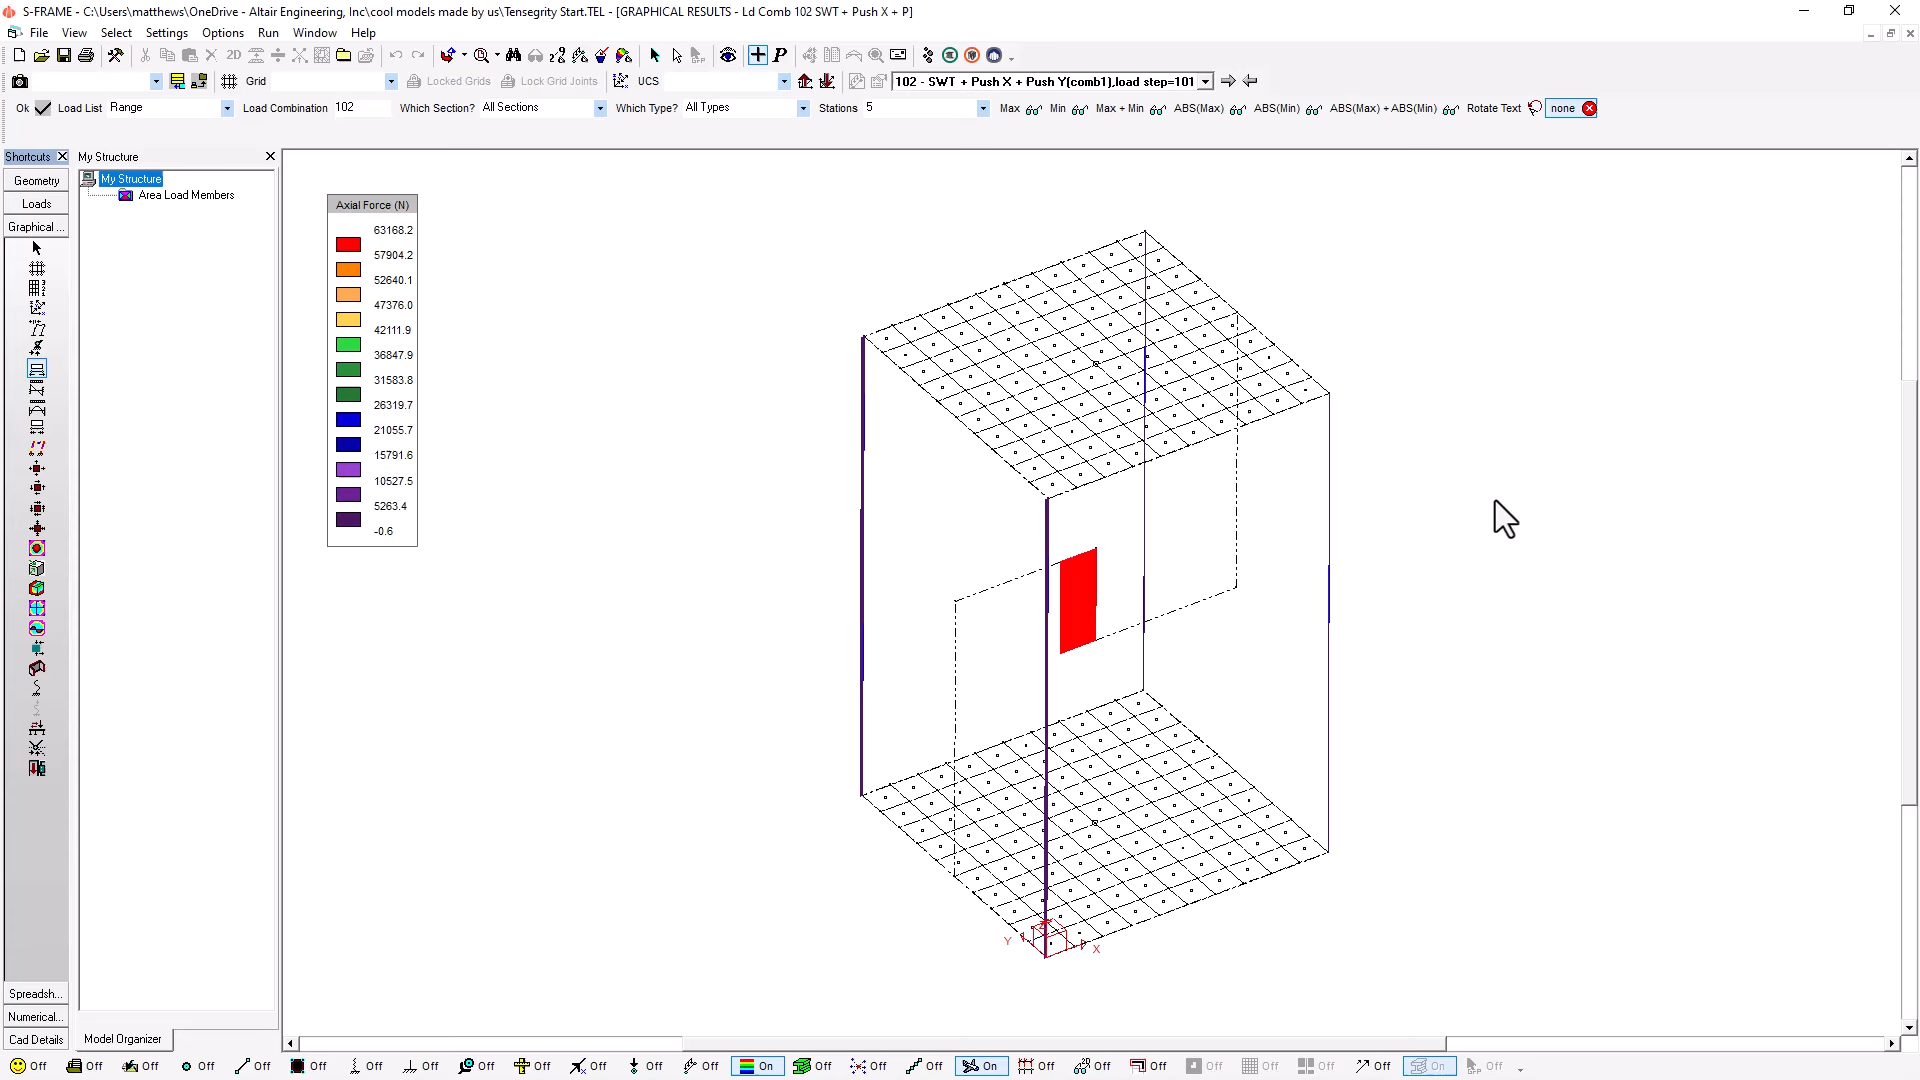 S-FRAME - C:\Users\matthews\OneDrive - Altair Engineering, Inc\cool models made by us\Tensegrity Start.TEL - [GRAPHICAL RESULTS - Ld Comb 102 SWT + Push X + P]
File View Select Settings Options Run Window Help
2D P
Grid Locked Grids Lock Grid Joints UCS 102 - SWT + Push X + Push Y(comb1),load step=101
Ok Load List Range Load Combination 102 Which Section? All Sections Which Type? All Types Stations 5 Max Min Max + Min ABS(Max) ABS(Min) ABS(Max) + ABS(Min) Rotate Text none
Shortcuts My Structure
Geometry
Loads
Graphical ...
My Structure
Area Load Members
Axial Force (N)
63168.2
57904.2
52640.1
47376.0
42111.9
36847.9
31583.8
26319.7
21055.7
15791.6
10527.5
5263.4
-0.6
Z
Y
X
Spreadsh...
Numerical...
Cad Details
Model Organizer
Off Off Off Off Off Off Off Off Off Off Off Off Off On Off Off Off On Off Off Off Off Off Off Off On Off